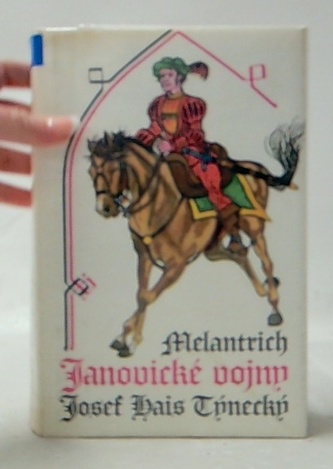 Melantrich
Janovické vojny
Josef Hais Týnecký